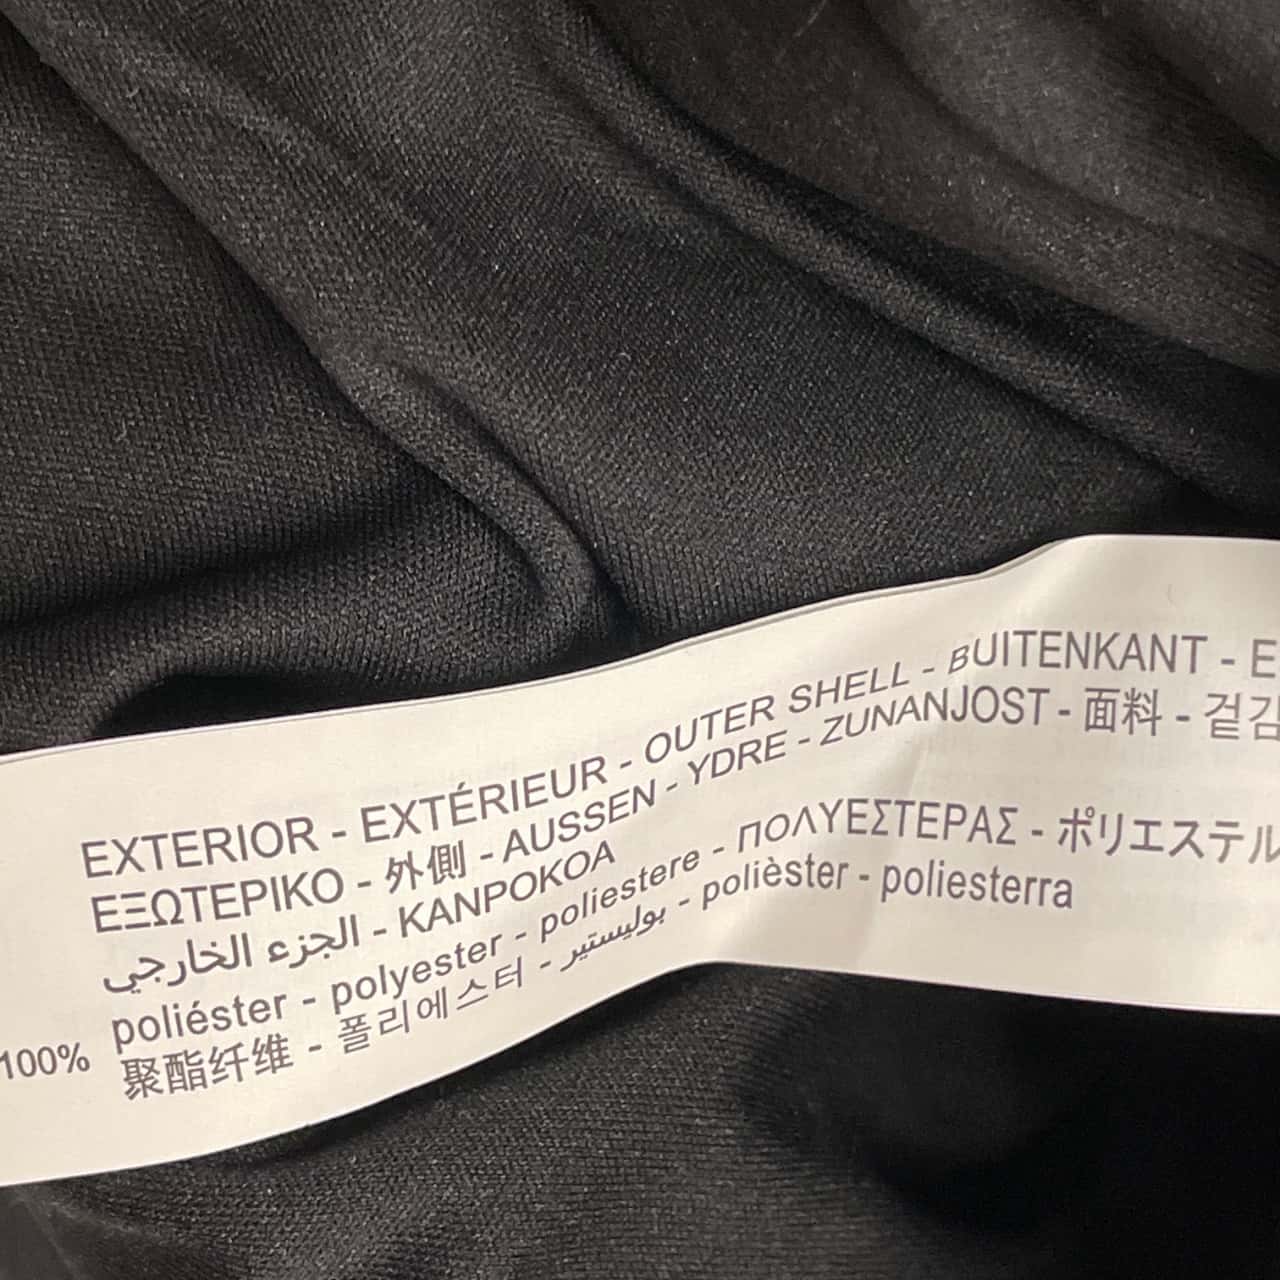 EXTERIOR - EXTÉRIEUR - OUTER SHELL - BUITENKANT - E
ΕΞΩΤΕΡΙΚΟ - 外側 - AUSSEN - YDRE - ZUNANJOST - 面料 - 겉감
الجزء الخارجي - KANPOKOA
100% poliéster - polyester - poliestere - ΠΟΛΥΕΣΤΕΡΑΣ - ポリエステル
聚酯纤维 - 폴리에스터 - بوليستير - polièster - poliesterra